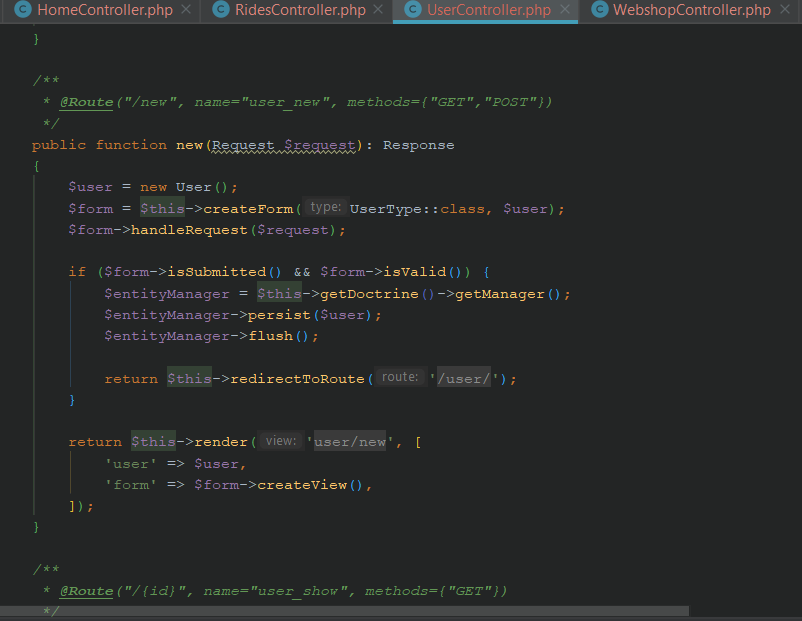 C HomeController.php × C RidesController.php × C UserController.php × C WebshopController.php ×
}
/**
* @Route("/new", name="user_new", methods={"GET","POST"})
*/
public function new(Request $request): Response
{
$user = new User();
$form = $this->createForm( type: UserType::class, $user);
$form->handleRequest($request);
if ($form->isSubmitted() && $form->isValid()) {
$entityManager = $this->getDoctrine()->getManager();
$entityManager->persist($user);
$entityManager->flush();
return $this->redirectToRoute( route: '/user/');
}
return $this->render( view: 'user/new', [
'user' => $user,
'form' => $form->createView(),
]);
}
/**
* @Route("/{id}", name="user_show", methods={"GET"})
*/